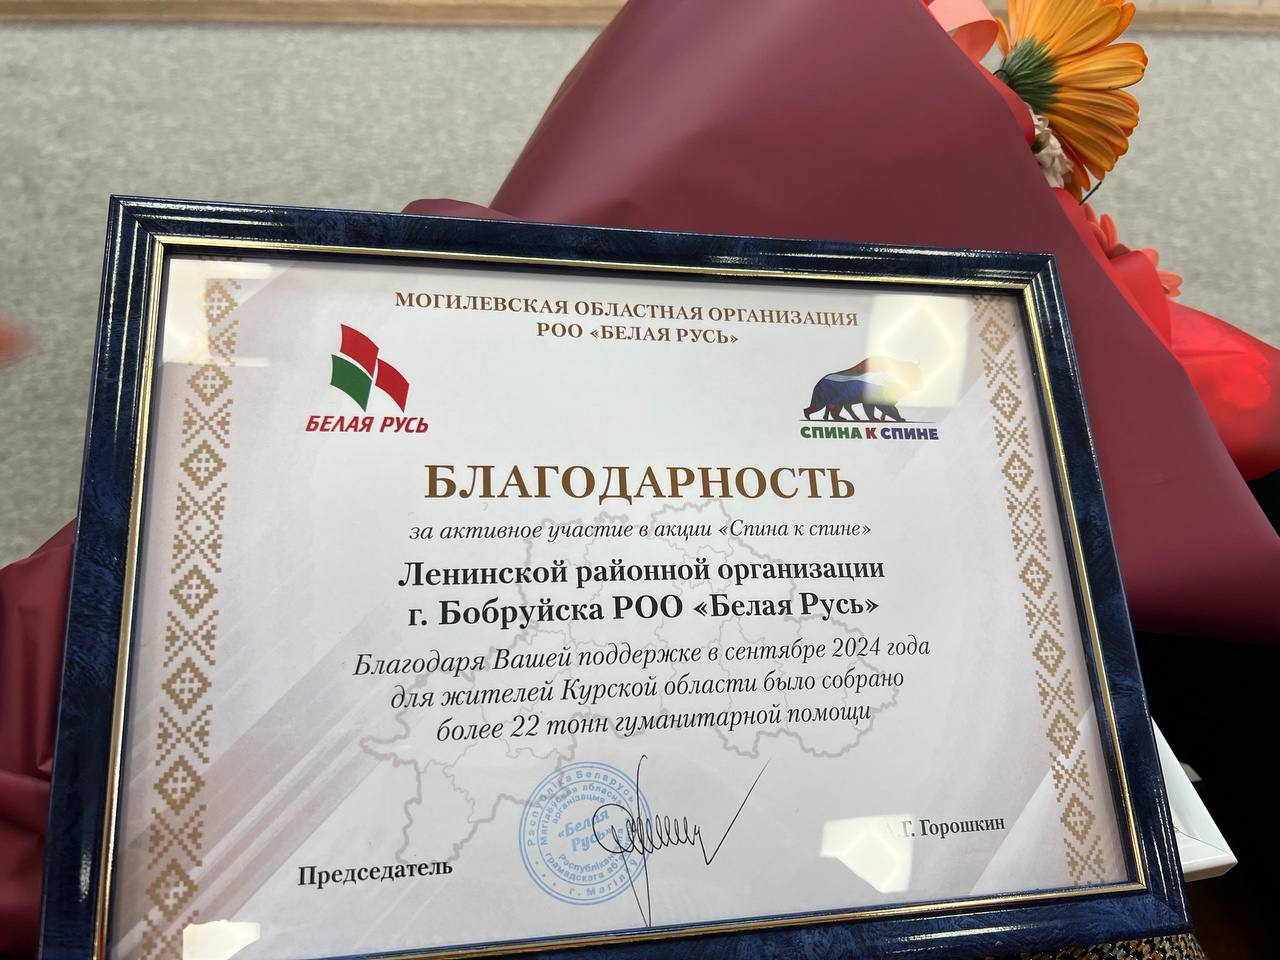 МОГИЛЕВСКАЯ ОБЛАСТНАЯ ОРГАНИЗАЦИЯ
РОО «БЕЛАЯ РУСЬ»
БЕЛАЯ РУСЬ
СПИНА К СПИНЕ
БЛАГОДАРНОСТЬ
за активное участие в акции «Спина к спине»
Ленинской районной организации
г. Бобруйска РОО «Белая Русь»
Благодаря Вашей поддержке в сентябре 2024 года
для жителей Курской области было собрано
более 22 тонн гуманитарной помощи
Рэспубліка Беларусь
«Белая
Русь»
Председатель
Г. Горошкин